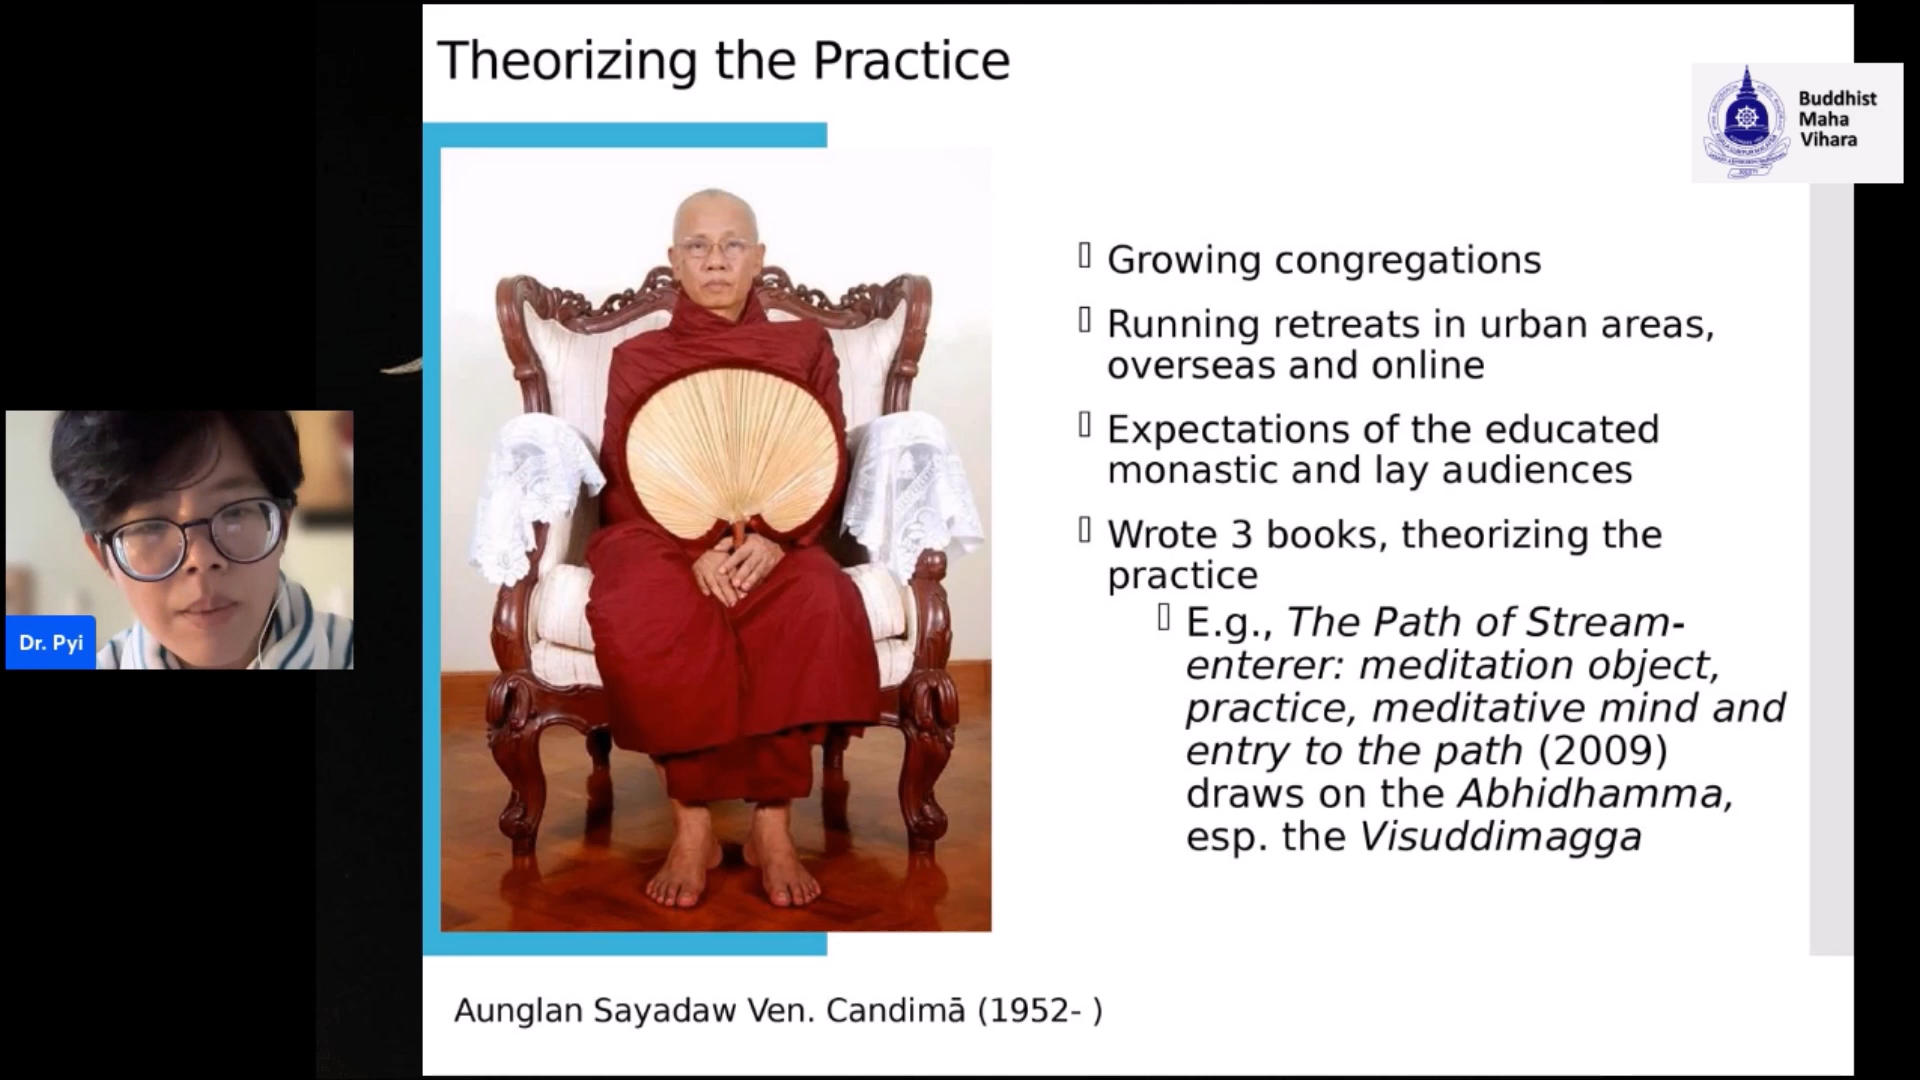 Theorizing the Practice
Buddhist
Maha
Vihara
Growing congregations
Running retreats in urban areas,
overseas and online
Expectations of the educated
monastic and lay audiences
Wrote 3 books, theorizing the
practice
E.g., The Path of Stream-
enterer: meditation object,
practice, meditative mind and
entry to the path (2009)
draws on the Abhidhamma,
esp. the Visuddimagga
Dr. Pyi
Aunglan Sayadaw Ven. Candimā (1952- )